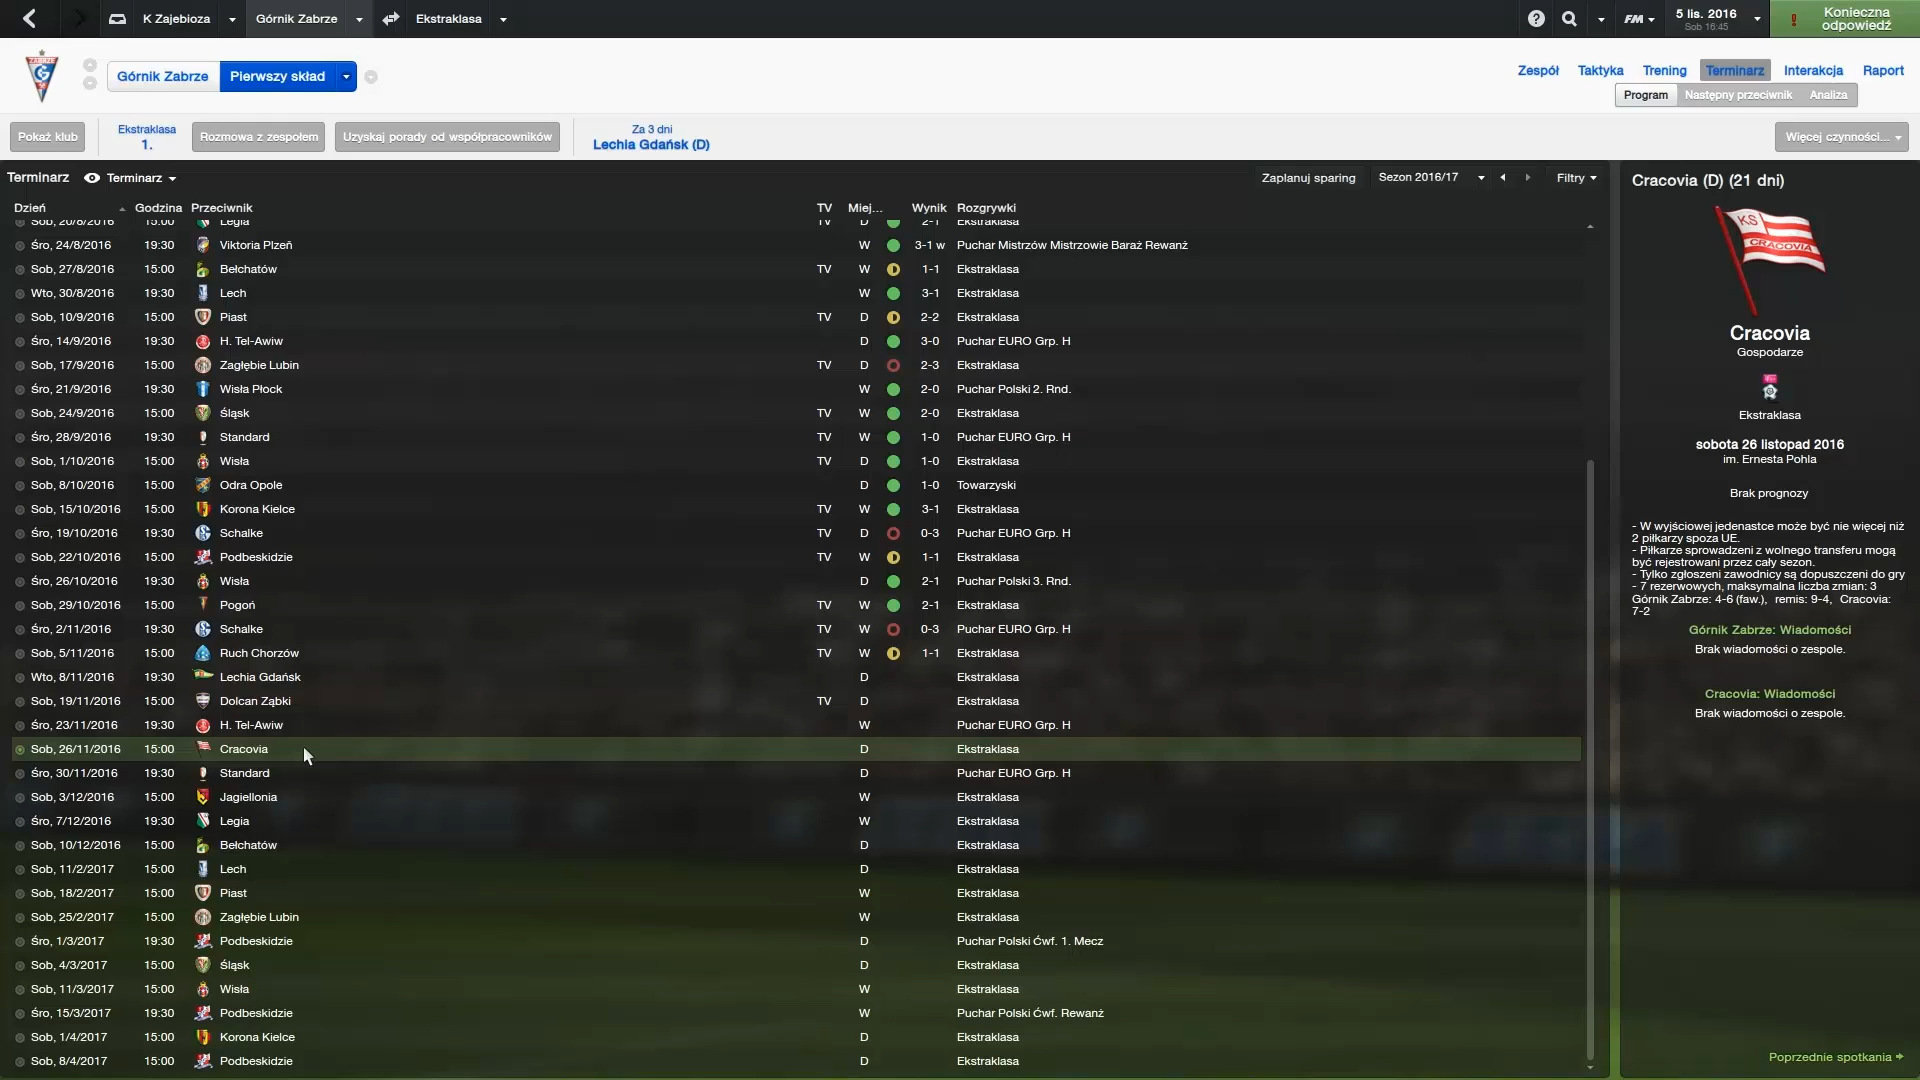 K Zajebioza
Górnik Zabrze
Ekstraklasa
FM
5 lis. 2016
Sob 16:45
Konieczna
odpowiedź
Górnik Zabrze
Pierwszy skład
Zespół
Taktyka
Trening
Terminarz
Interakcja
Raport
Program
Następny przeciwnik
Analiza
Pokaż klub
Ekstraklasa
1.
Rozmowa z zespołem
Uzyskaj porady od współpracowników
Za 3 dni
Lechia Gdańsk (D)
Więcej czynności...
Terminarz
Terminarz
Zaplanuj sparing
Sezon 2016/17
Filtry
Dzień Godzina Przeciwnik TV Miej... Wynik Rozgrywki
Sob, 20/8/2016 15:00 Legia TV D 2-1 Ekstraklasa
Śro, 24/8/2016 19:30 Viktoria Plzeň W 3-1 w Puchar Mistrzów Mistrzowie Baraż Rewanż
Sob, 27/8/2016 15:00 Bełchatów TV W 1-1 Ekstraklasa
Wto, 30/8/2016 19:30 Lech W 3-1 Ekstraklasa
Sob, 10/9/2016 15:00 Piast TV D 2-2 Ekstraklasa
Śro, 14/9/2016 19:30 H. Tel-Awiw D 3-0 Puchar EURO Grp. H
Sob, 17/9/2016 15:00 Zagłębie Lubin TV D 2-3 Ekstraklasa
Śro, 21/9/2016 19:30 Wisła Płock W 2-0 Puchar Polski 2. Rnd.
Sob, 24/9/2016 15:00 Śląsk TV W 2-0 Ekstraklasa
Śro, 28/9/2016 19:30 Standard TV W 1-0 Puchar EURO Grp. H
Sob, 1/10/2016 15:00 Wisła TV D 1-0 Ekstraklasa
Sob, 8/10/2016 15:00 Odra Opole D 1-0 Towarzyski
Sob, 15/10/2016 15:00 Korona Kielce TV W 3-1 Ekstraklasa
Śro, 19/10/2016 19:30 Schalke TV D 0-3 Puchar EURO Grp. H
Sob, 22/10/2016 15:00 Podbeskidzie TV W 1-1 Ekstraklasa
Śro, 26/10/2016 19:30 Wisła D 2-1 Puchar Polski 3. Rnd.
Sob, 29/10/2016 15:00 Pogoń TV W 2-1 Ekstraklasa
Śro, 2/11/2016 19:30 Schalke TV W 0-3 Puchar EURO Grp. H
Sob, 5/11/2016 15:00 Ruch Chorzów TV W 1-1 Ekstraklasa
Wto, 8/11/2016 19:30 Lechia Gdańsk D Ekstraklasa
Sob, 19/11/2016 15:00 Dolcan Ząbki TV D Ekstraklasa
Śro, 23/11/2016 19:30 H. Tel-Awiw W Puchar EURO Grp. H
Sob, 26/11/2016 15:00 Cracovia D Ekstraklasa
Śro, 30/11/2016 19:30 Standard D Puchar EURO Grp. H
Sob, 3/12/2016 15:00 Jagiellonia W Ekstraklasa
Śro, 7/12/2016 19:30 Legia W Ekstraklasa
Sob, 10/12/2016 15:00 Bełchatów D Ekstraklasa
Sob, 11/2/2017 15:00 Lech D Ekstraklasa
Sob, 18/2/2017 15:00 Piast W Ekstraklasa
Sob, 25/2/2017 15:00 Zagłębie Lubin W Ekstraklasa
Śro, 1/3/2017 19:30 Podbeskidzie D Puchar Polski Ćwf. 1. Mecz
Sob, 4/3/2017 15:00 Śląsk D Ekstraklasa
Sob, 11/3/2017 15:00 Wisła W Ekstraklasa
Śro, 15/3/2017 19:30 Podbeskidzie W Puchar Polski Ćwf. Rewanż
Sob, 1/4/2017 15:00 Korona Kielce D Ekstraklasa
Sob, 8/4/2017 15:00 Podbeskidzie D Ekstraklasa
Cracovia (D) (21 dni)
KS
CRACOVIA
Cracovia
Gospodarze
Ekstraklasa
sobota 26 listopad 2016
im. Ernesta Pohla
Brak prognozy
- W wyjściowej jedenastce może być nie więcej niż
2 piłkarzy spoza UE.
- Piłkarze sprowadzeni z wolnego transferu mogą
być rejestrowani przez cały sezon.
- Tylko zgłoszeni zawodnicy są dopuszczeni do gry
- 7 rezerwowych, maksymalna liczba zmian: 3
Górnik Zabrze: 4-6 (faw.), remis: 9-4, Cracovia:
7-2
Górnik Zabrze: Wiadomości
Brak wiadomości o zespole.
Cracovia: Wiadomości
Brak wiadomości o zespole.
Poprzednie spotkania